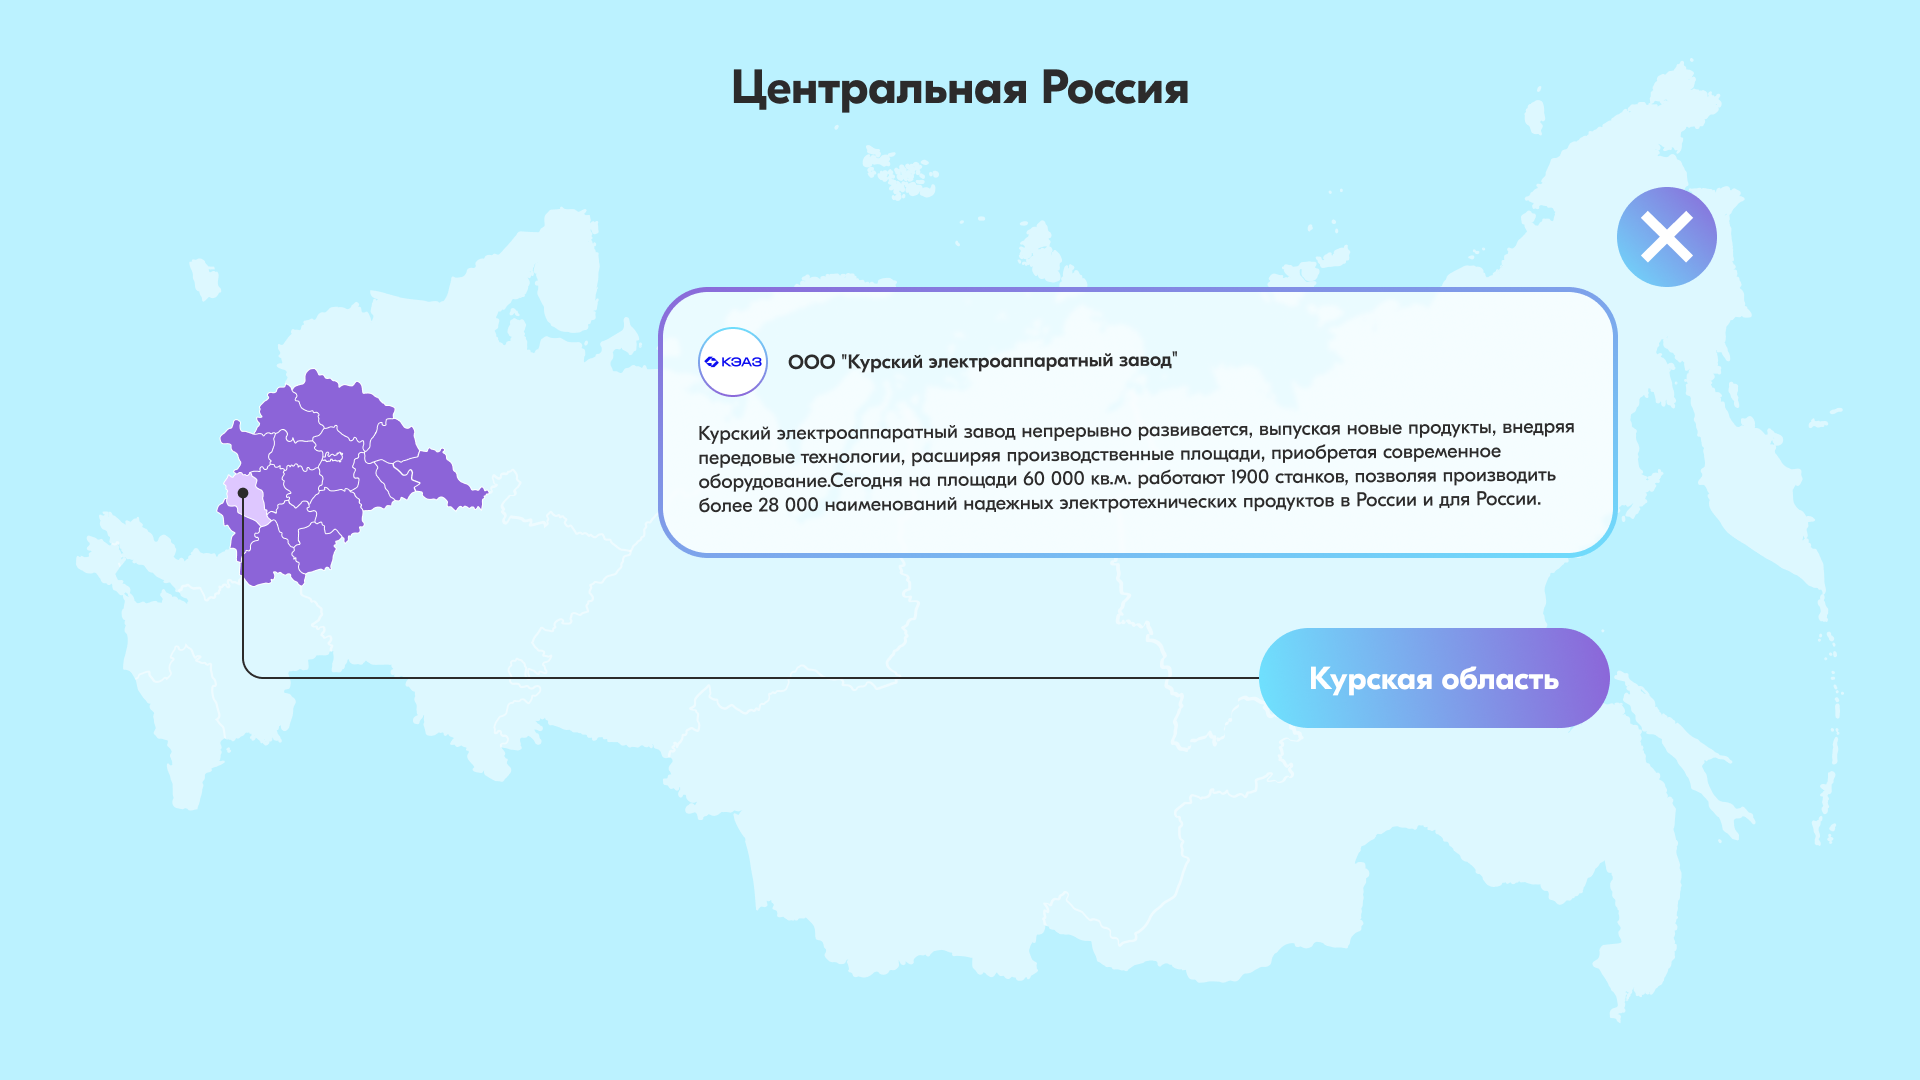 Центральная Россия
КЭАЗ
ООО "Курский электроаппаратный завод"
Курский электроаппаратный завод непрерывно развивается, выпуская новые продукты, внедряя
передовые технологии, расширяя производственные площади, приобретая современное
оборудование.Сегодня на площади 60 000 кв.м. работают 1900 станков, позволяя производить
более 28 000 наименований надежных электротехнических продуктов в России и для России.
Курская область